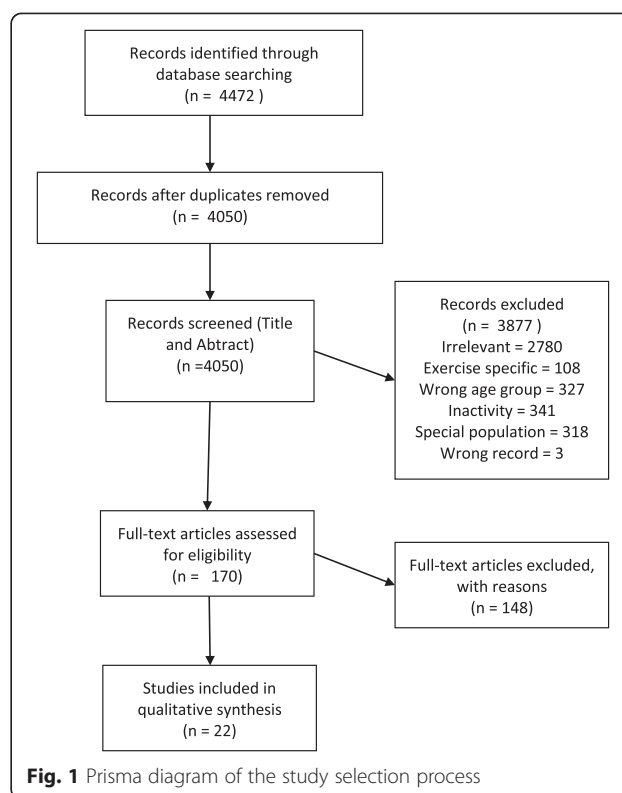 Records identified through
database searching
(n = 4472 )
Records after duplicates removed
(n = 4050)
Records screened (Title
and Abtract)
(n =4050)
Records excluded
(n = 3877 )
Irrelevant = 2780
Exercise specific = 108
Wrong age group = 327
Inactivity = 341
Special population = 318
Wrong record = 3
Full-text articles assessed
for eligibility
(n = 170)
Full-text articles excluded,
with reasons
(n = 148)
Studies included in
qualitative synthesis
(n = 22)
Fig. 1 Prisma diagram of the study selection process